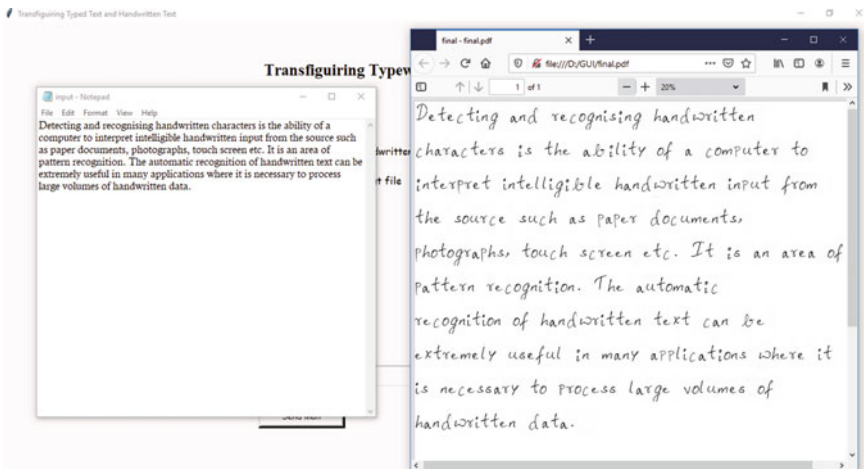 Transfiguiring Typed Text and Handwritten Text
Transfiguiring Typew
input - Notepad
File Edit Format View Help
Detecting and recognising handwritten characters is the ability of a
computer to interpret intelligible handwritten input from the source such
as paper documents, photographs, touch screen etc. It is an area of
pattern recognition. The automatic recognition of handwritten text can be
extremely useful in many applications where it is necessary to process
large volumes of handwritten data.
t file
final - final.pdf
file:///D:/GUI/final.pdf
1 of 1
20%
Detecting and recognising handwritten
characters is the ability of a computer to
interpret intelligible handwritten input from
the source such as paper documents,
photographs, touch screen etc. It is an area of
pattern recognition. The automatic
recognition of handwritten text can be
extremely useful in many applications where it
is necessary to process large volumes of
handwritten data.